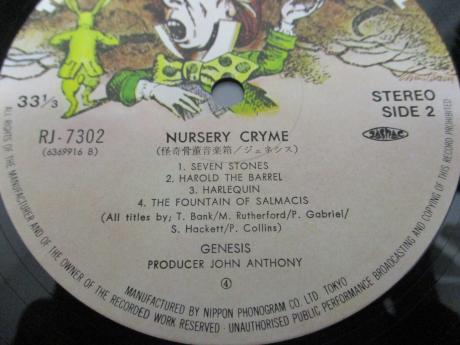 33 1/3
STEREO
SIDE 2
RJ-7302
(6369916 B)
NURSERY CRYME
(怪奇骨董音楽箱/ジェネシス)
1. SEVEN STONES
2. HAROLD THE BARREL
3. HARLEQUIN
4. THE FOUNTAIN OF SALMACIS
(All titles by; T. Bank/M. Rutherford/P. Gabriel/
S. Hackett/P. Collins)
GENESIS
PRODUCER JOHN ANTHONY
④
ALL RIGHTS OF THE MANUFACTURER AND OF THE OWNER OF THE RECORDED WORK RESERVED · UNAUTHORISED PUBLIC PERFORMANCE BROADCASTING AND COPYING OF THIS RECORD PROHIBITED
MANUFACTURED BY NIPPON PHONOGRAM CO. LTD. TOKYO